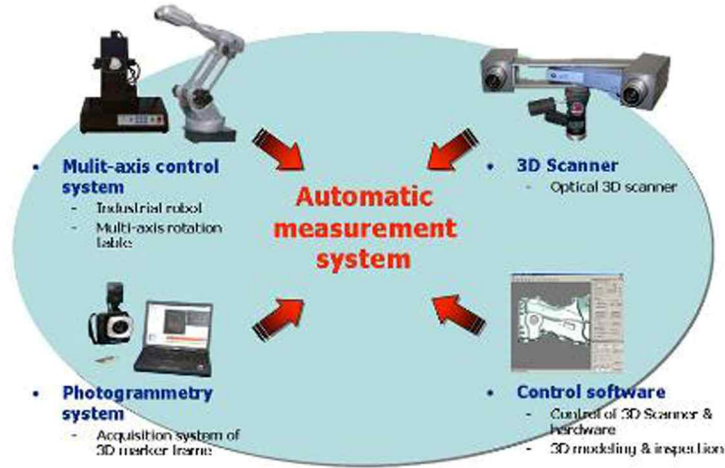 • Mulit-axis control
system
- Industrial robot
- Multi-axis rotation
table
• 3D Scanner
- Optical 3D scanner
Automatic
measurement
system
• Photogrammetry
system
- Acquisition system of
3D marker frame
• Control software
- Control of 3D Scanner &
hardware
- 3D modeling & inspection